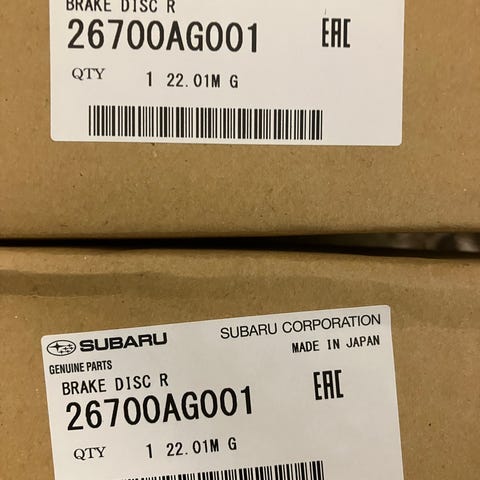 BRAKE DISC R
26700AG001 EAC
QTY 1 22.01M G
SUBARU SUBARU CORPORATION
GENUINE PARTS MADE IN JAPAN
BRAKE DISC R
26700AG001 EAC
QTY 1 22.01M G